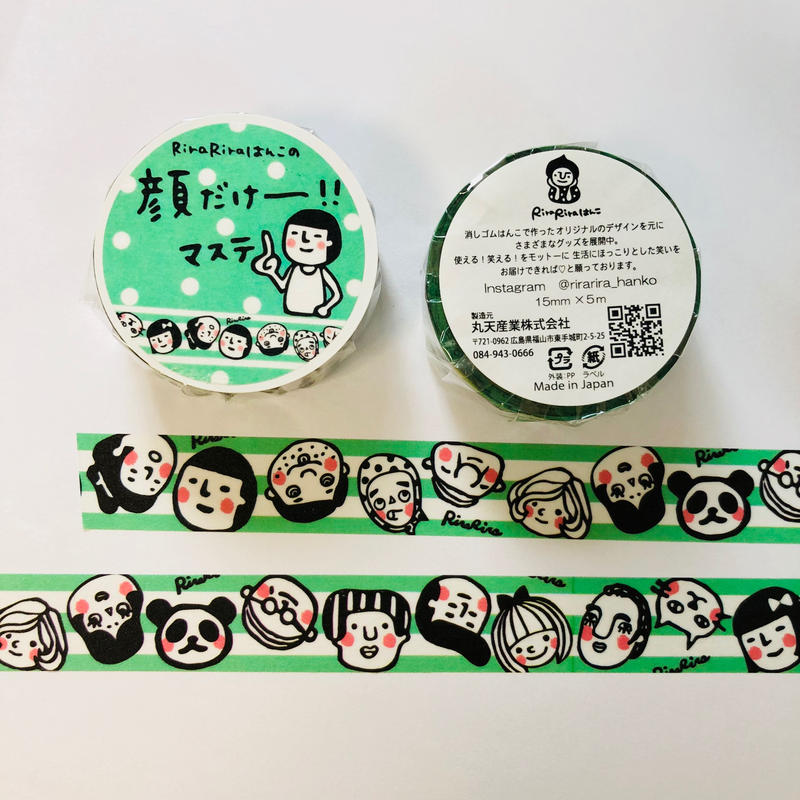 RiraRiraはんこの
顔だけー!!
マステ
RiraRira
RiraRiraはんこ
消しゴムはんこで作ったオリジナルのデザインを元に
さまざまなグッズを展開中。
使える!笑える!をモットーに 生活にほっこりとした笑いを
お届けできれば♡と願っております。
Instagram @rirarira_hanko
15mm×5m
製造元
丸天産業株式会社
〒721-0962 広島県福山市東手城町2-5-25
084-943-0666
プラ
紙
外装:PP ラベル
Made in Japan
RiraRira
RiraRira
RiraRira
RiraRira
RiraRira